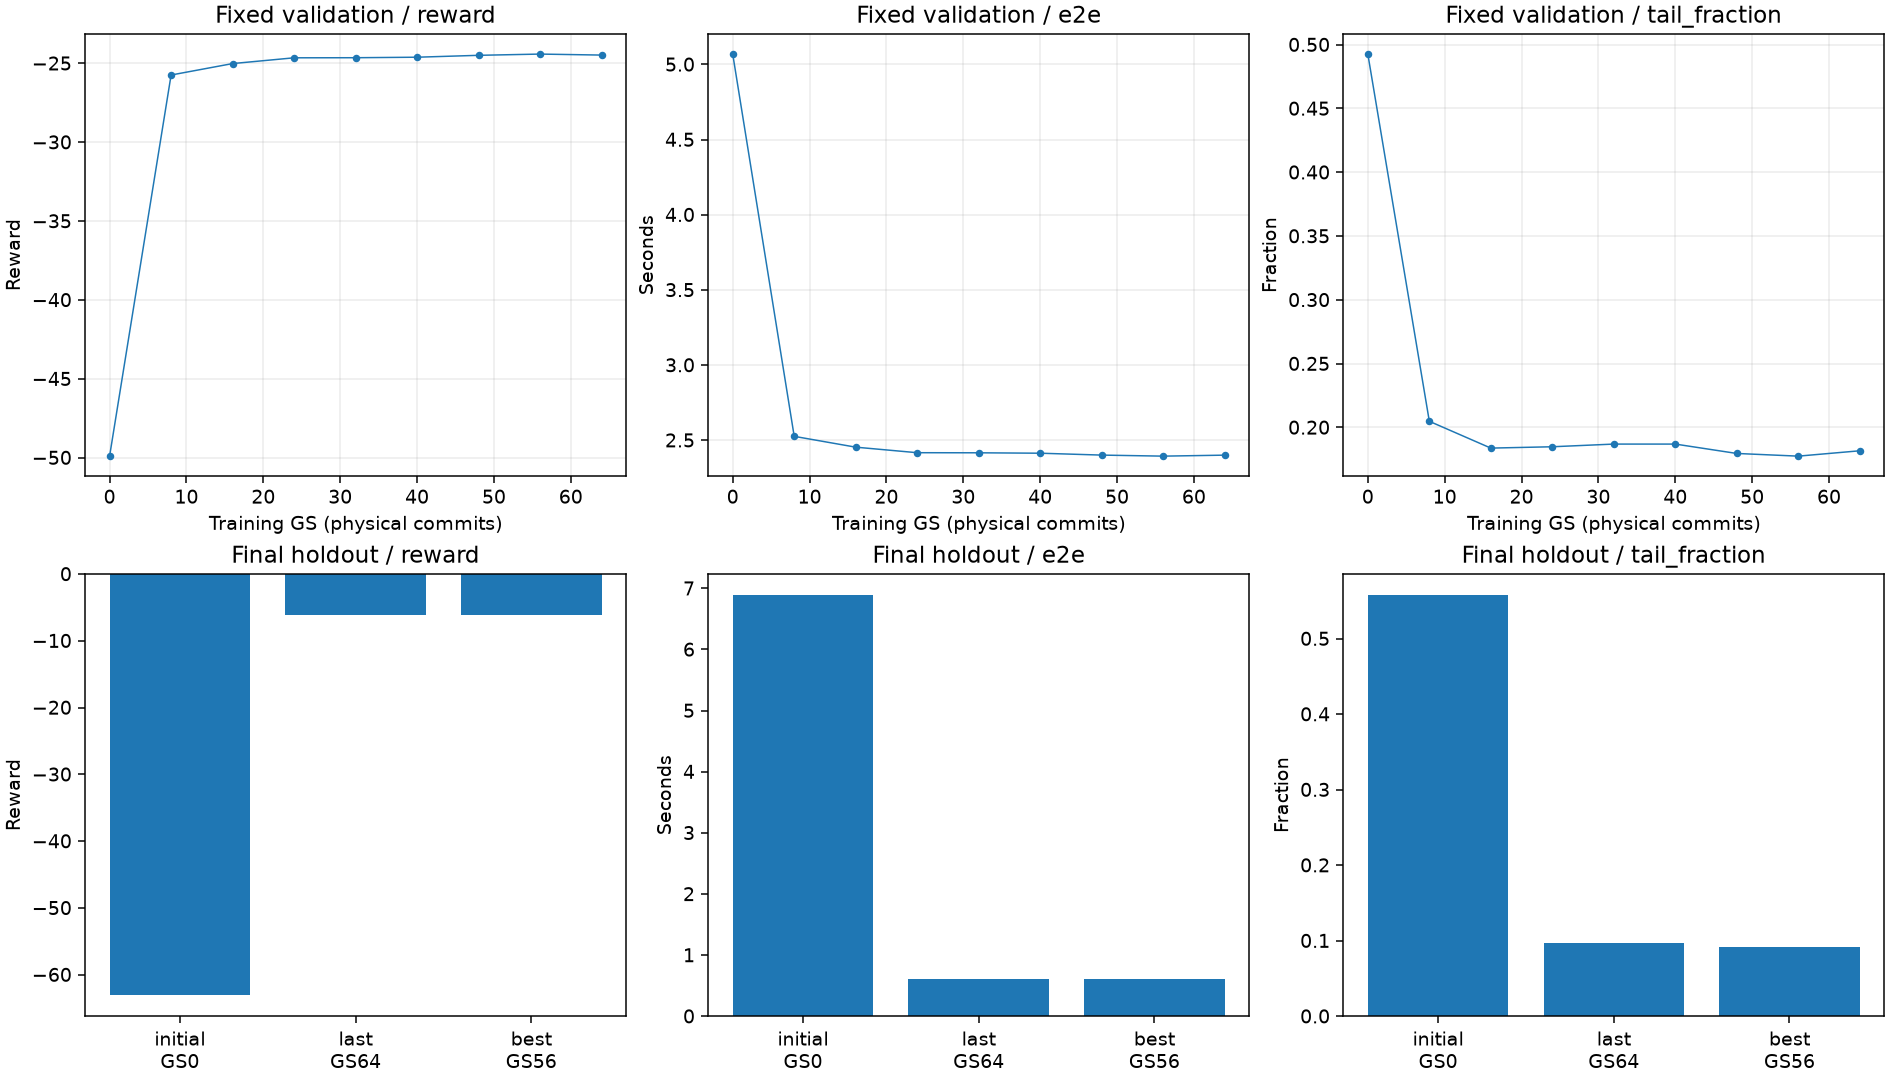 Fixed validation / reward
Reward
−25
−30
−35
−40
−45
−50
0 10 20 30 40 50 60
Training GS (physical commits)
Fixed validation / e2e
Seconds
5.0
4.5
4.0
3.5
3.0
2.5
0 10 20 30 40 50 60
Training GS (physical commits)
Fixed validation / tail_fraction
Fraction
0.50
0.45
0.40
0.35
0.30
0.25
0.20
0 10 20 30 40 50 60
Training GS (physical commits)
Final holdout / reward
Reward
0
−10
−20
−30
−40
−50
−60
initial last best
GS0 GS64 GS56
Final holdout / e2e
Seconds
7
6
5
4
3
2
1
0
initial last best
GS0 GS64 GS56
Final holdout / tail_fraction
Fraction
0.5
0.4
0.3
0.2
0.1
0.0
initial last best
GS0 GS64 GS56